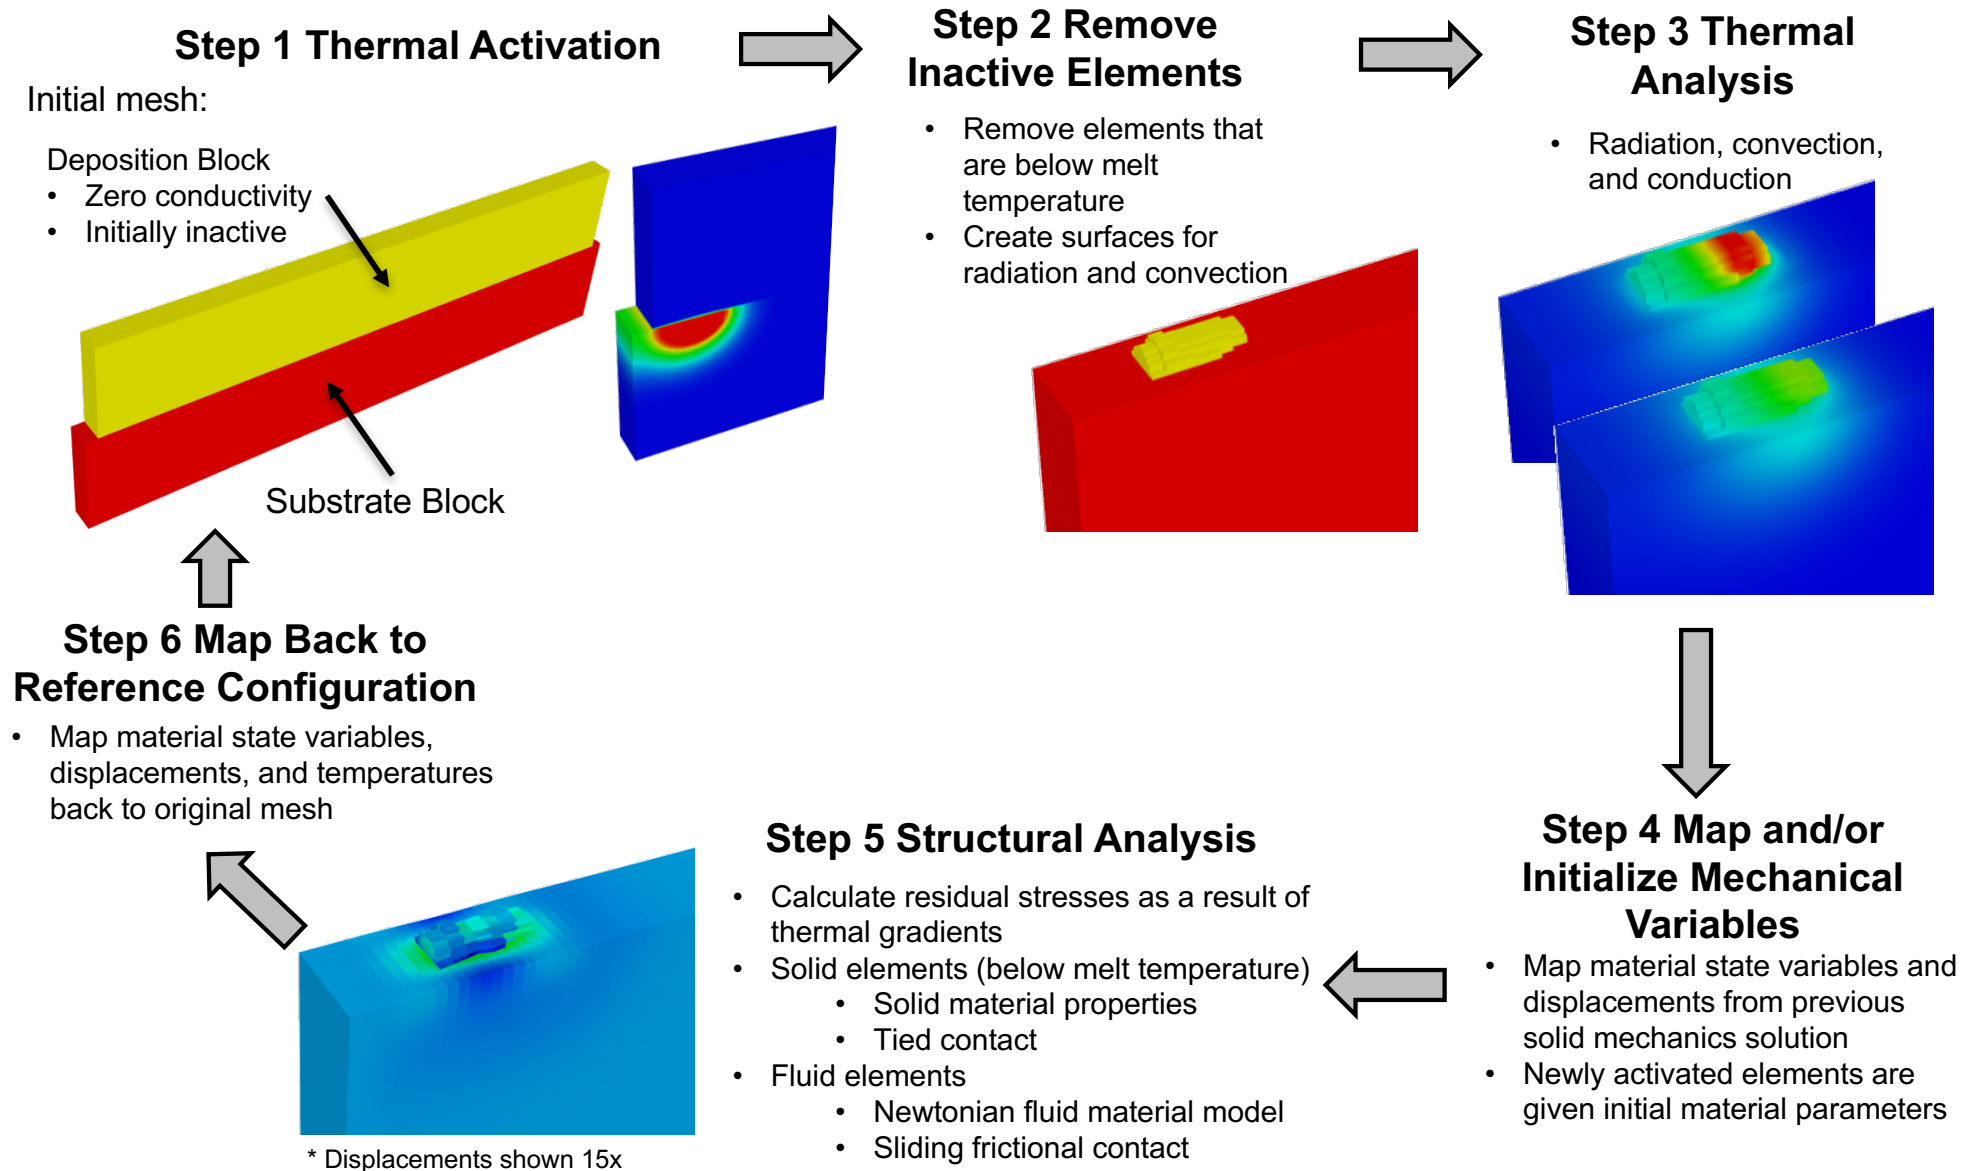 Step 1 Thermal Activation
Initial mesh:
Deposition Block
• Zero conductivity
• Initially inactive
Substrate Block
Step 2 Remove
Inactive Elements
• Remove elements that
are below melt
temperature
• Create surfaces for
radiation and convection
Step 3 Thermal
Analysis
• Radiation, convection,
and conduction
Step 4 Map and/or
Initialize Mechanical
Variables
• Map material state variables and
displacements from previous
solid mechanics solution
• Newly activated elements are
given initial material parameters
Step 5 Structural Analysis
• Calculate residual stresses as a result of
thermal gradients
• Solid elements (below melt temperature)
• Solid material properties
• Tied contact
• Fluid elements
• Newtonian fluid material model
• Sliding frictional contact
Step 6 Map Back to
Reference Configuration
• Map material state variables,
displacements, and temperatures
back to original mesh
* Displacements shown 15x